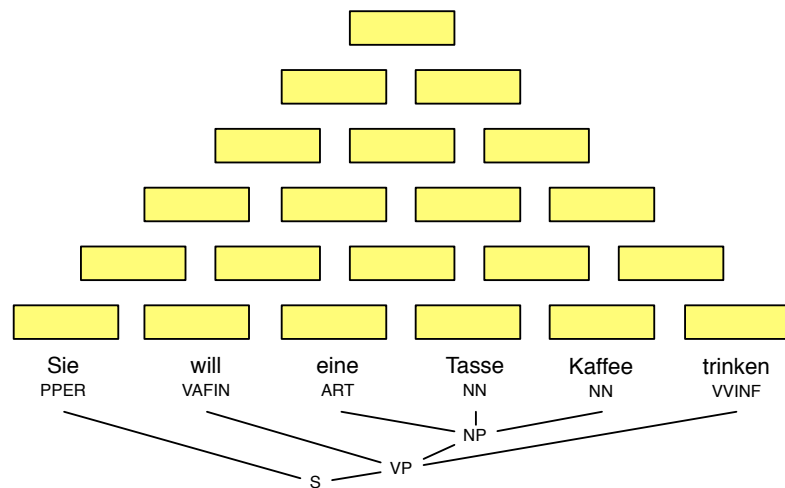 Sie will eine Tasse Kaffee trinken
PPER VAFIN ART NN NN VVINF
NP
VP
S